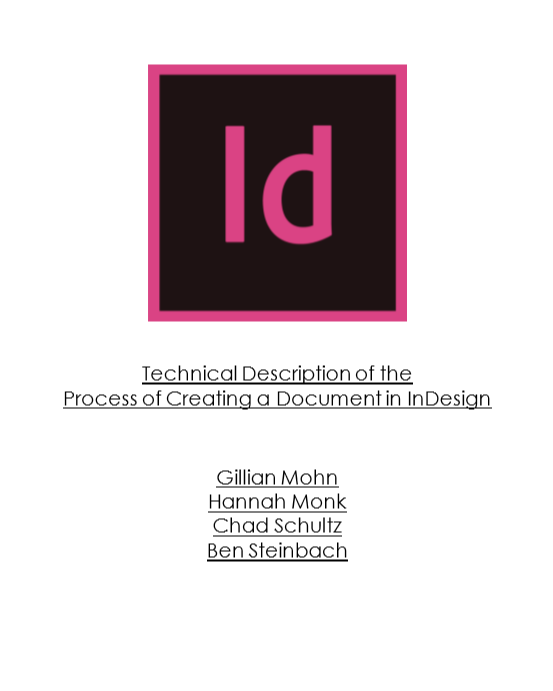 Id
Technical Description of the
Process of Creating a Document in InDesign
Gillian Mohn
Hannah Monk
Chad Schultz
Ben Steinbach